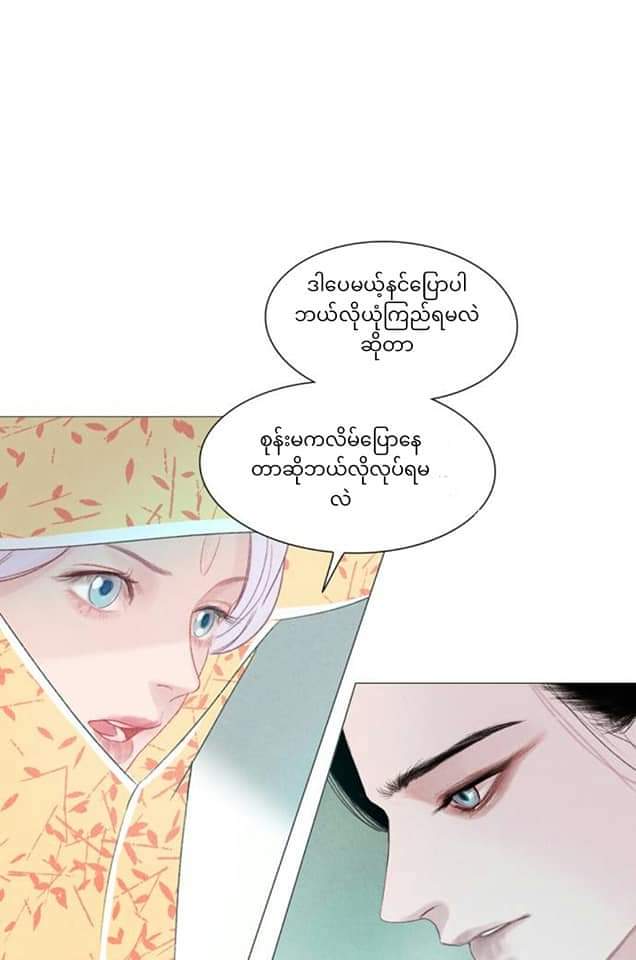 ဒါပေမယ့်နင်ပြောပါ
ဘယ်လိုယုံကြည်ရမလဲ
ဆိုတာ
စုန်းမကလိမ်ပြောနေ
တာဆိုဘယ်လိုလုပ်ရမ
လဲ